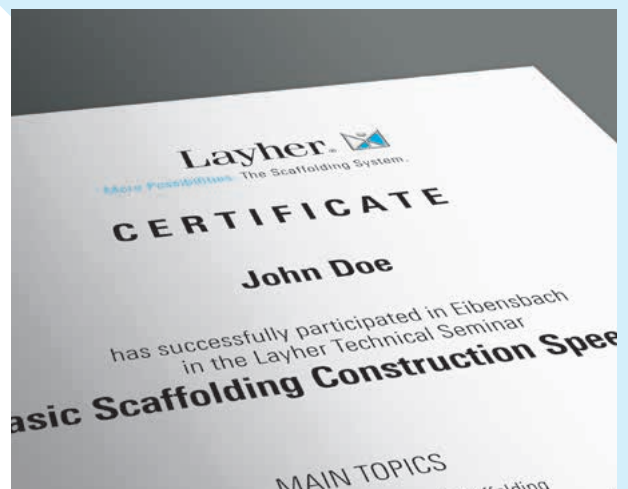 Layher.
More Possibilities. The Scaffolding System.
CERTIFICATE
John Doe
has successfully participated in Eibensbach
in the Layher Technical Seminar
asic Scaffolding Construction Spee
MAIN TOPICS